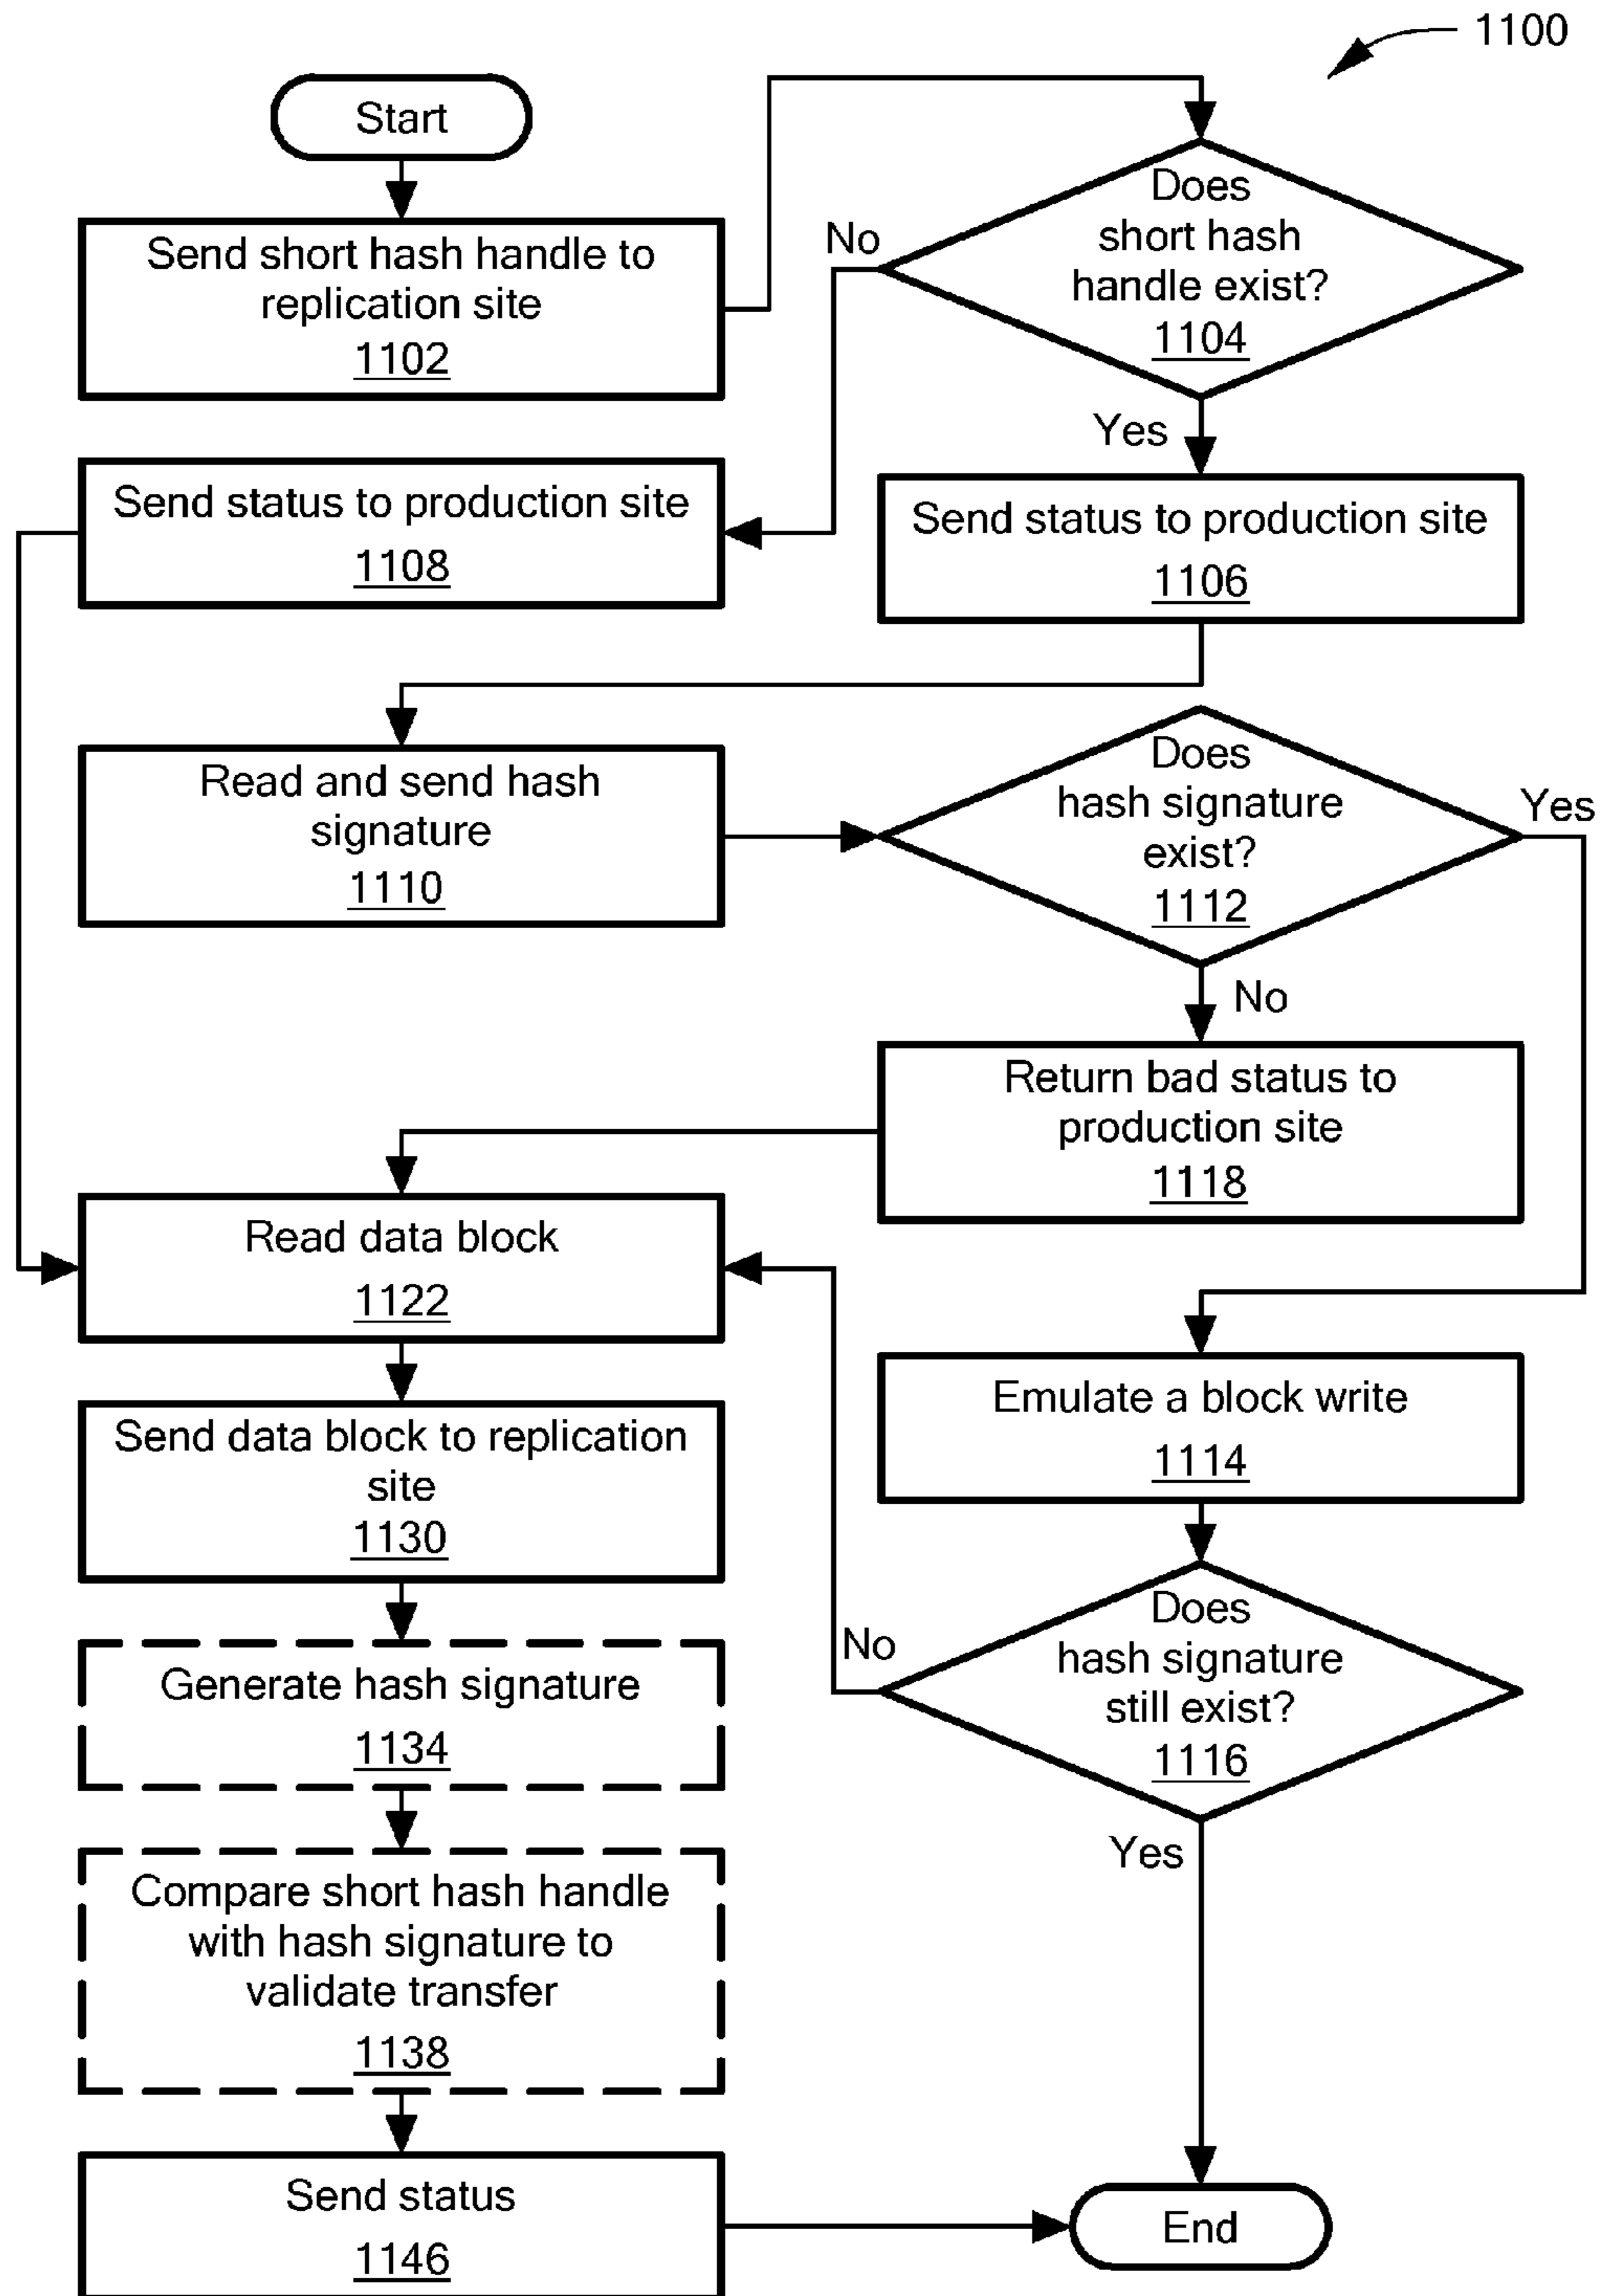 1100
Start
Send short hash handle to
replication site
1102
Does
short hash
handle exist?
1104
No
Yes
Send status to production site
1108
Send status to production site
1106
Read and send hash
signature
1110
Does
hash signature
exist?
1112
Yes
No
Return bad status to
production site
1118
Read data block
1122
Emulate a block write
1114
Send data block to replication
site
1130
Does
hash signature
still exist?
1116
No
Yes
Generate hash signature
1134
Compare short hash handle
with hash signature to
validate transfer
1138
Send status
1146
End